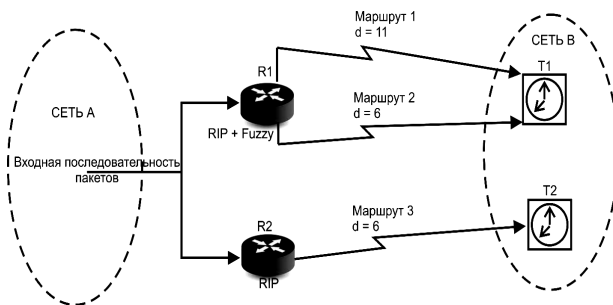 Маршрут 1
d = 11
СЕТЬ В
R1
T1
СЕТЬ А
Маршрут 2
d = 6
RIP + Fuzzy
Входная последовательность
пакетов
T2
Маршрут 3
d = 6
R2
RIP